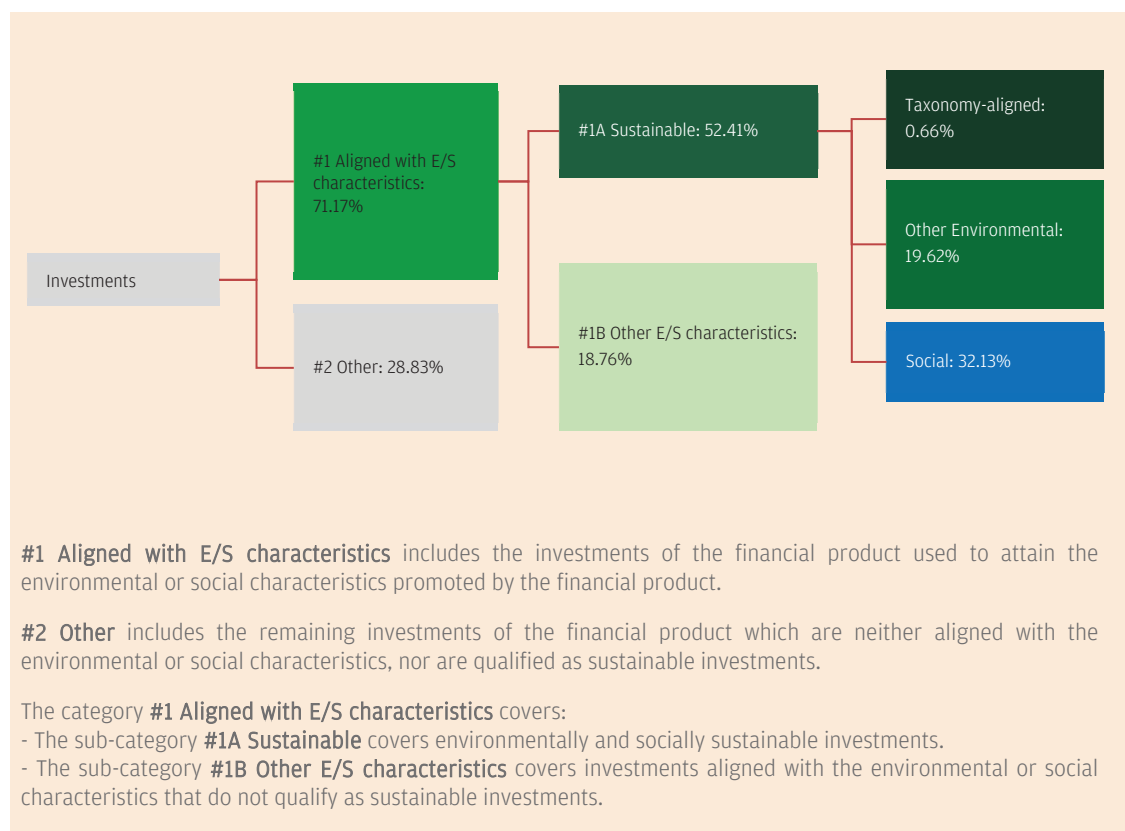 Investments
#1 Aligned with E/S
characteristics:
71.17%
#2 Other: 28.83%
#1A Sustainable: 52.41%
#1B Other E/S characteristics:
18.76%
Taxonomy-aligned:
0.66%
Other Environmental:
19.62%
Social: 32.13%
#1 Aligned with E/S characteristics includes the investments of the financial product used to attain the
environmental or social characteristics promoted by the financial product.
#2 Other includes the remaining investments of the financial product which are neither aligned with the
environmental or social characteristics, nor are qualified as sustainable investments.
The category #1 Aligned with E/S characteristics covers:
- The sub-category #1A Sustainable covers environmentally and socially sustainable investments.
- The sub-category #1B Other E/S characteristics covers investments aligned with the environmental or social
characteristics that do not qualify as sustainable investments.